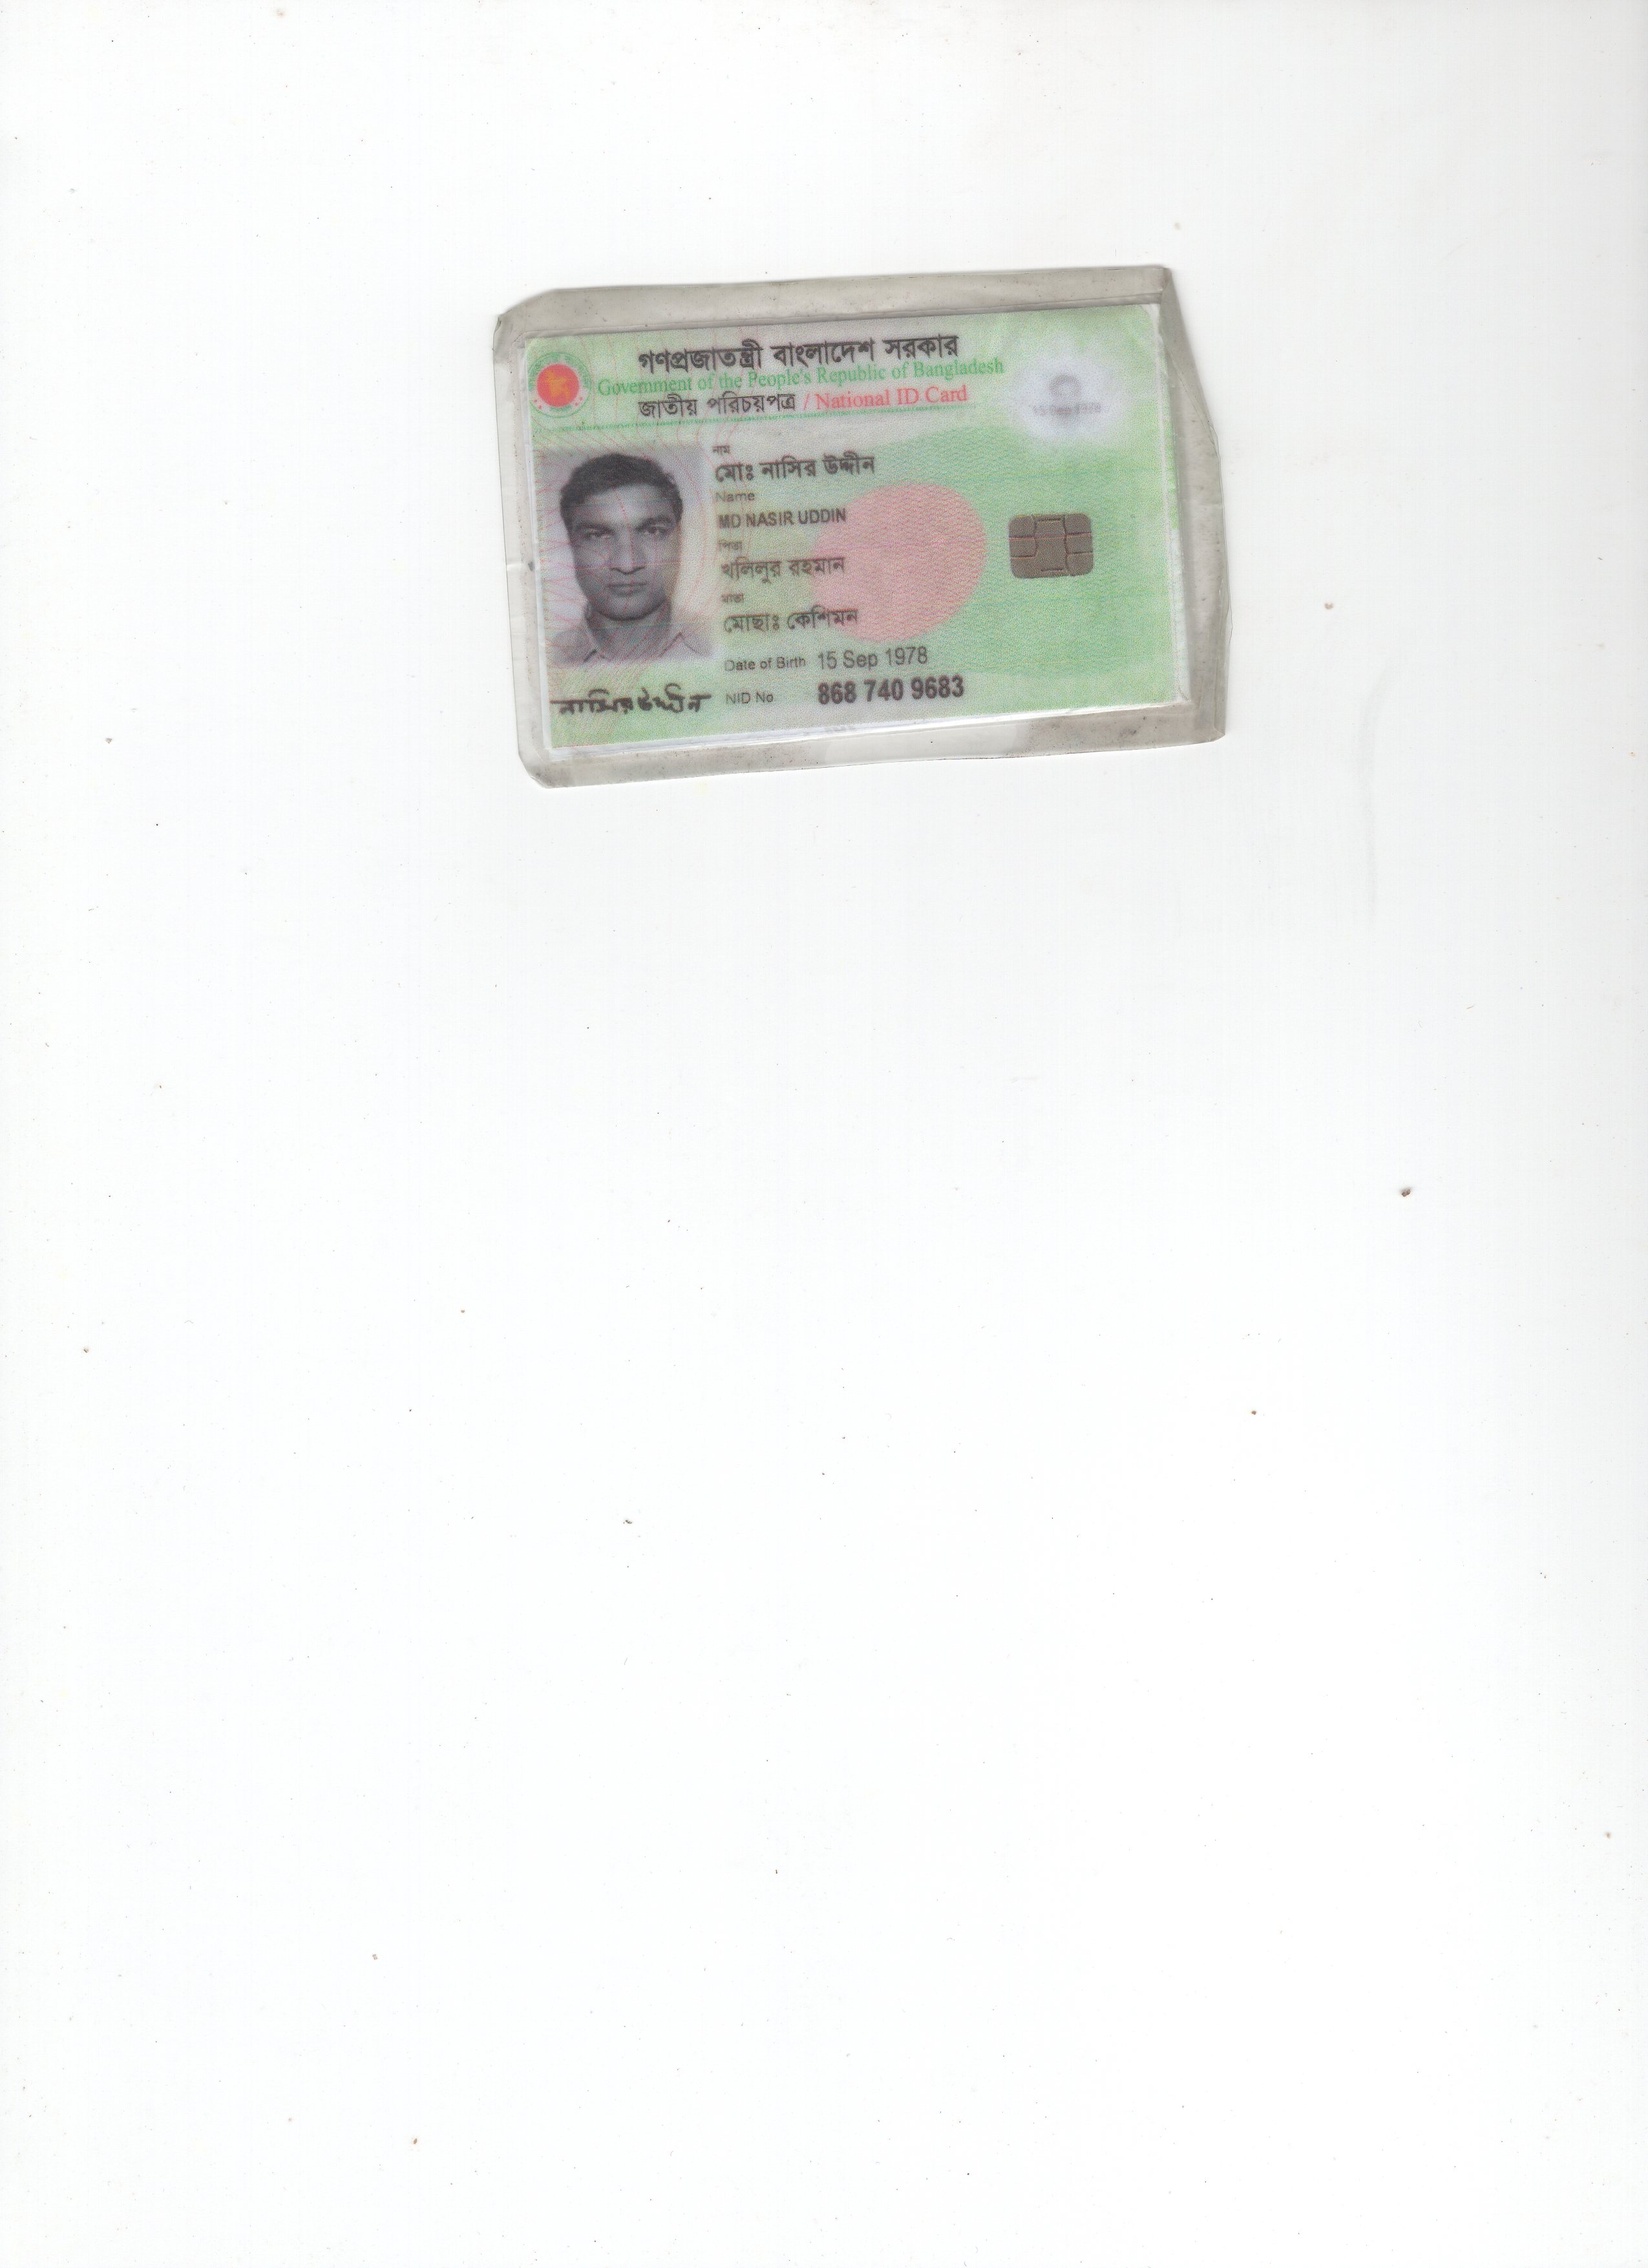 গণপ্রজাতন্ত্রী বাংলাদেশ সরকার
Government of the People's Republic of Bangladesh
জাতীয় পরিচয়পত্র / National ID Card
15 Sep 1978
নাম
মোঃ নাসির উদ্দীন
Name
MD NASIR UDDIN
পিতা
খলিলুর রহমান
মাতা
মোছাঃ কেশিমন
Date of Birth 15 Sep 1978
নাসির উদ্দীন
NID No 868 740 9683